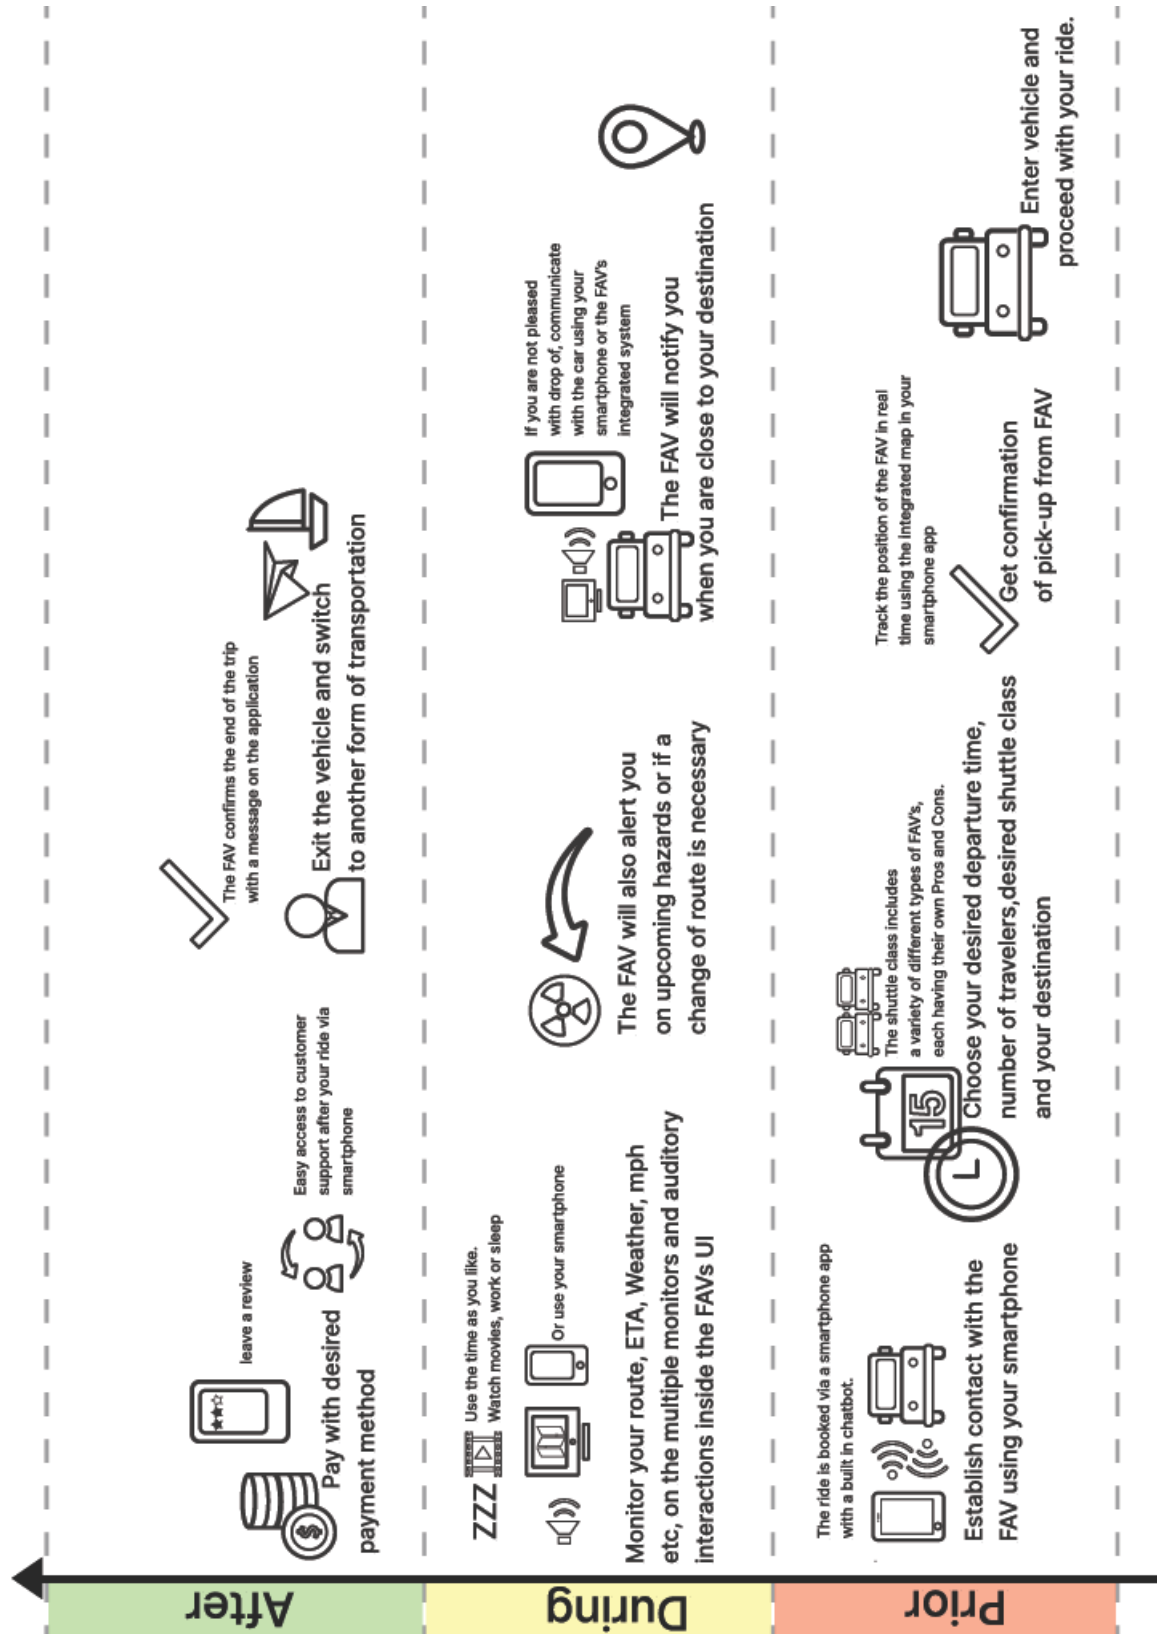 Prior
The ride is booked via a smartphone app
with a built in chatbot.
Establish contact with the
FAV using your smartphone
15
The shuttle class includes
a variety of different types of FAV's,
each having their own Pros and Cons.
Choose your desired departure time,
number of travelers,desired shuttle class
and your destination
Track the position of the FAV in real
time using the integrated map in your
smartphone app
Get confirmation
of pick-up from FAV
Enter vehicle and
proceed with your ride.
During
ZZZ
Use the time as you like.
Watch movies, work or sleep
Or use your smartphone
Monitor your route, ETA, Weather, mph
etc, on the multiple monitors and auditory
interactions inside the FAVs UI
The FAV will also alert you
on upcoming hazards or if a
change of route is necessary
If you are not pleased
with drop of, communicate
with the car using your
smartphone or the FAV's
integrated system
The FAV will notify you
when you are close to your destination
After
leave a review
$
Pay with desired
payment method
Easy access to customer
support after your ride via
smartphone
The FAV confirms the end of the trip
with a message on the application
Exit the vehicle and switch
to another form of transportation